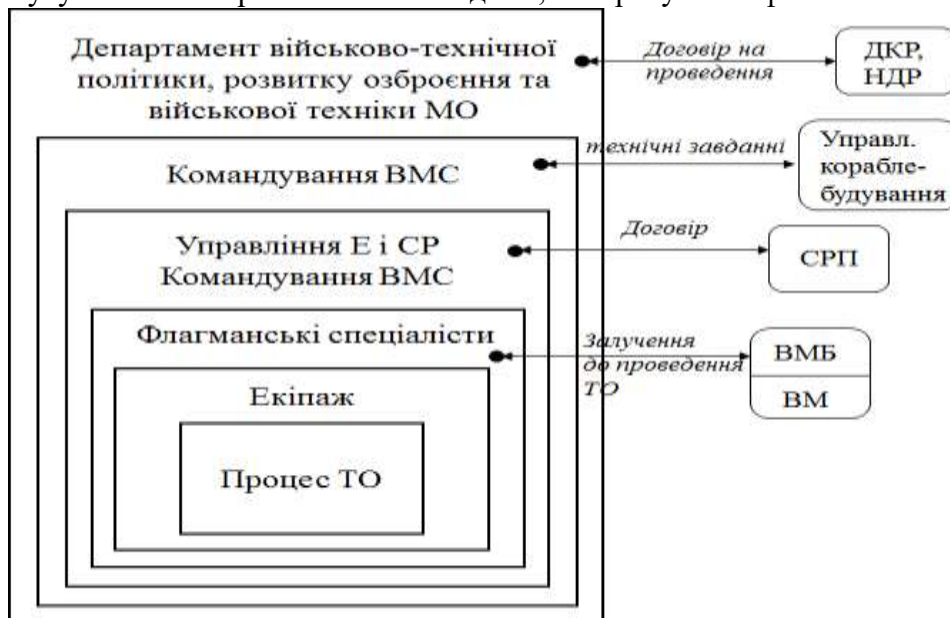 Департамент військово-технічної
політики, розвитку озброєння та
військової техніки МО
Договір на
проведення
ДКР,
НДР
Командування ВМС
технічні завданні
Управл.
корабле-
будування
Управління Е і СР
Командування ВМС
Договір
СРП
Флагманські спеціалісти
Залучення
до проведення
ТО
ВМБ
ВМ
Екіпаж
Процес ТО